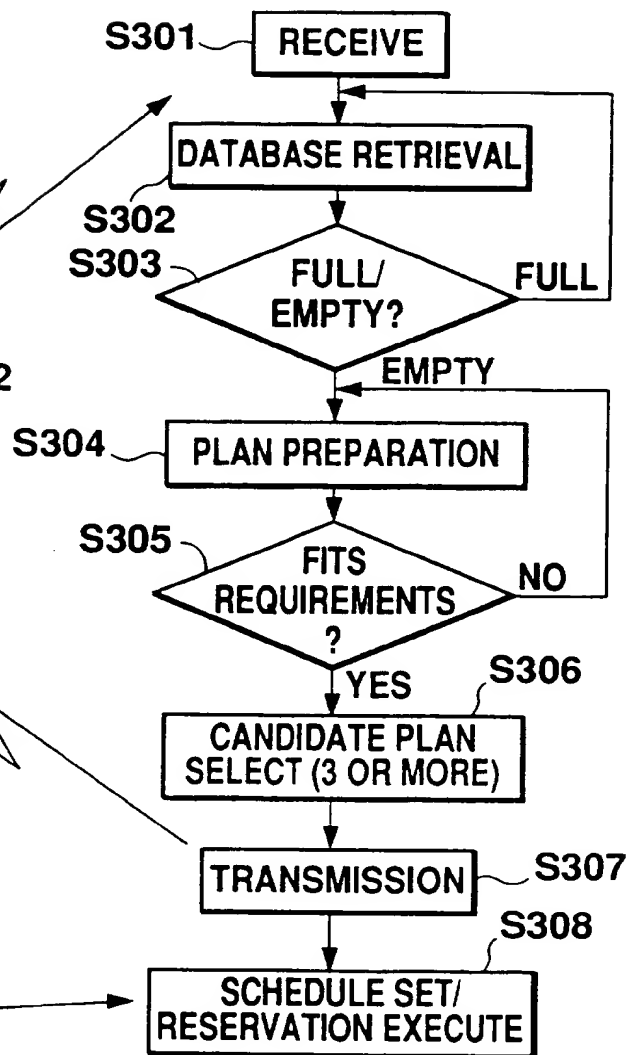 S301
RECEIVE
DATABASE RETRIEVAL
S302
S303
FULL/
EMPTY?
FULL
2
EMPTY
S304
PLAN PREPARATION
S305
FITS
REQUIREMENTS
?
NO
YES
S306
CANDIDATE PLAN
SELECT (3 OR MORE)
TRANSMISSION
S307
S308
SCHEDULE SET/
RESERVATION EXECUTE